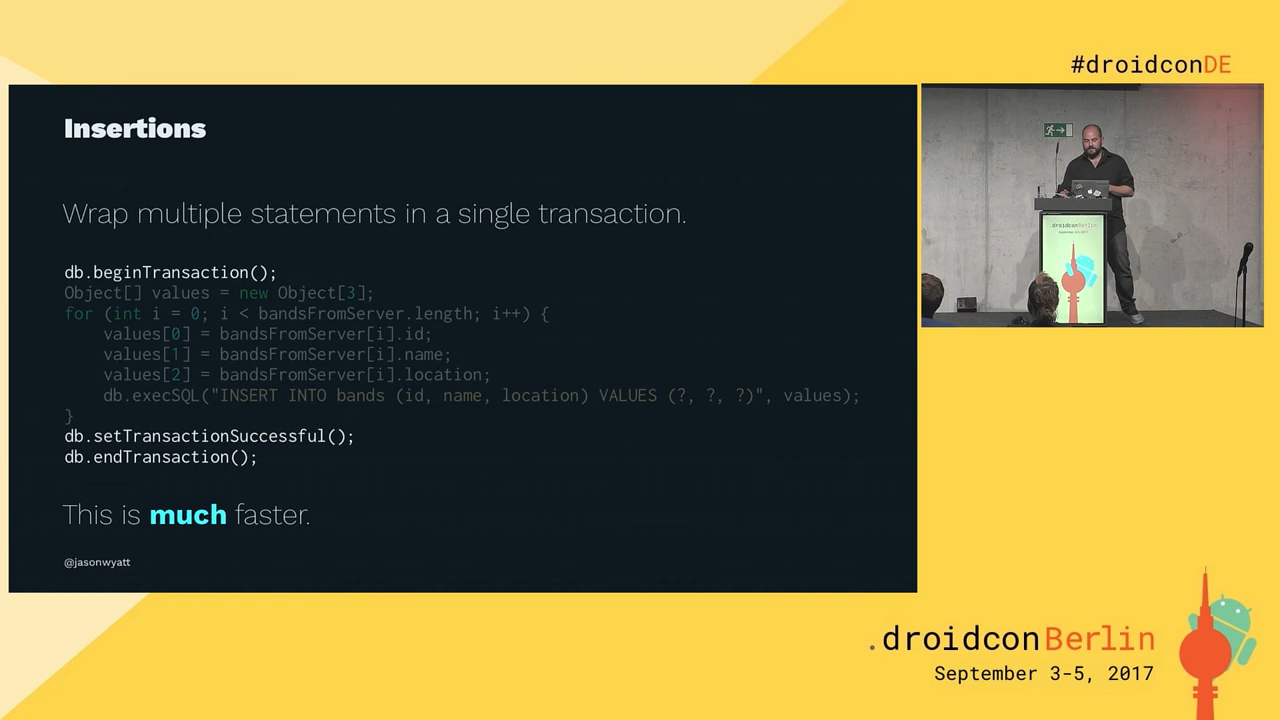 #droidconDE
Insertions
Wrap multiple statements in a single transaction.
db.beginTransaction();
Object[] values = new Object[3];
for (int i = 0; i < bandsFromServer.length; i++) {
    values[0] = bandsFromServer[i].id;
    values[1] = bandsFromServer[i].name;
    values[2] = bandsFromServer[i].location;
    db.execSQL("INSERT INTO bands (id, name, location) VALUES (?, ?, ?)", values);
}
db.setTransactionSuccessful();
db.endTransaction();
This is much faster.
@jasonwyatt
.droidconBerlin
.droidconBerlin
September 3-5, 2017